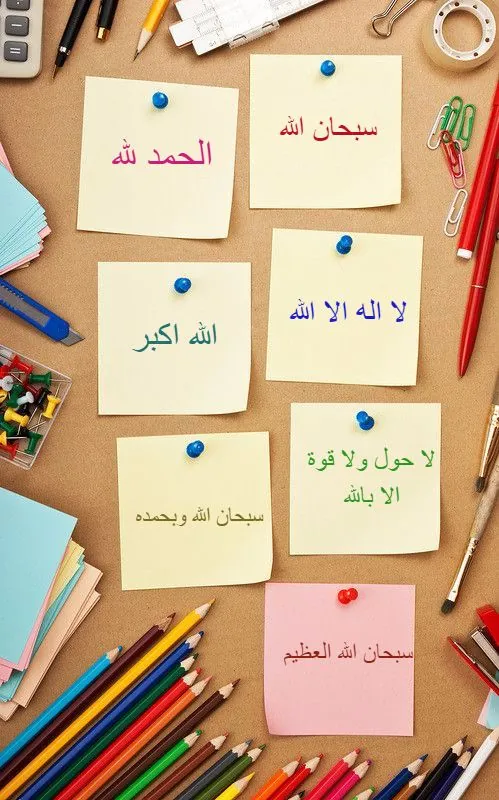 سبحان الله
الحمد لله
لا اله الا الله
الله اكبر
لا حول ولا قوة
الا بالله
سبحان الله وبحمده
سبحان الله العظيم